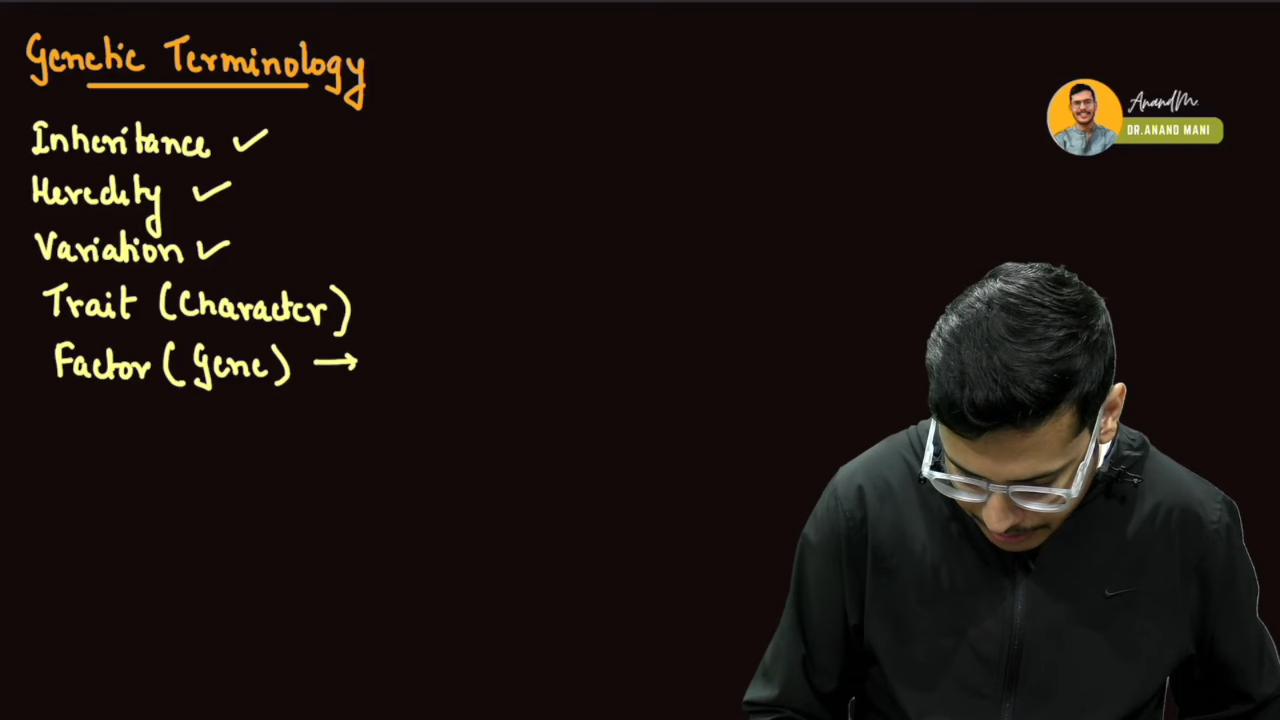 Genetic Terminology
Inheritance ✓
Heredity ✓
Variation ✓
Trait (Character)
Factor (Gene) →
AnandM.
DR.ANAND MANI